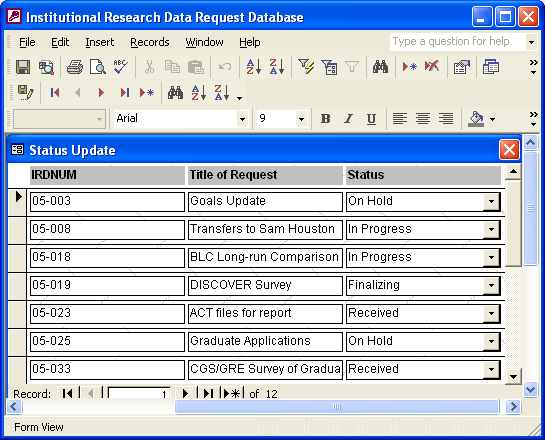 Institutional Research Data Request Database
File Edit Insert Records Window Help Type a question for help
ABC
A Z Z A
A Z Z A
Arial 9 B I U
Status Update
IRDNUM Title of Request Status
05-003 Goals Update On Hold
05-008 Transfers to Sam Houston In Progress
05-018 BLC Long-run Comparison In Progress
05-019 DISCOVER Survey Finalizing
05-023 ACT files for report Received
05-025 Graduate Applications On Hold
05-033 CGS/GRE Survey of Gradua Received
Record: 1 of 12
Form View